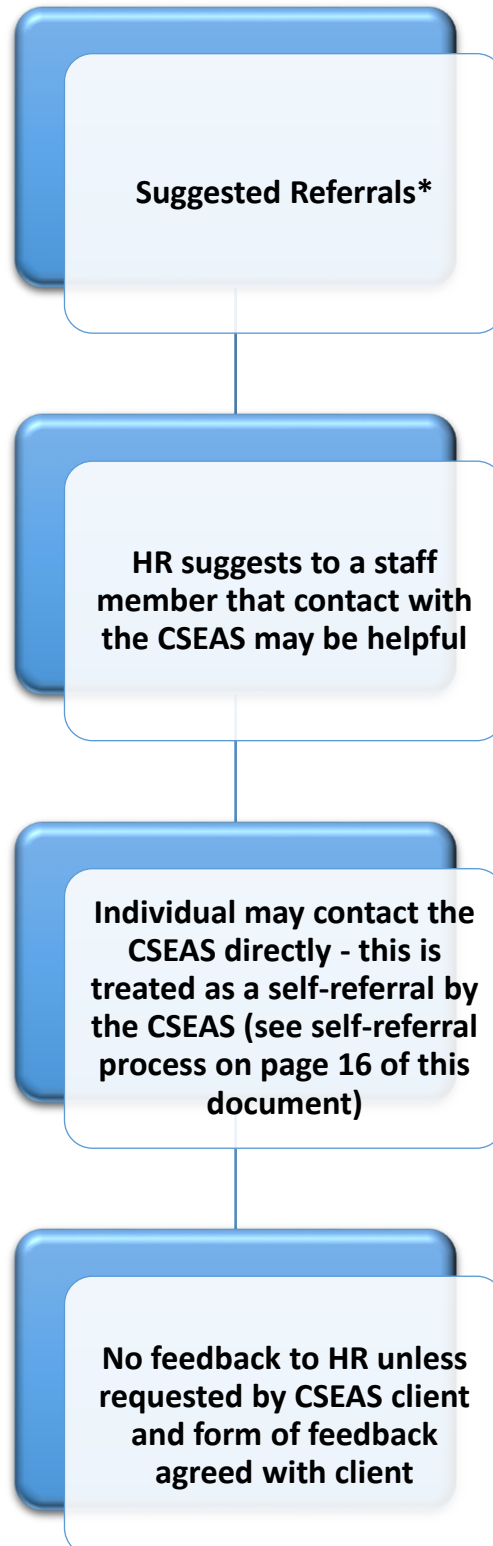 Suggested Referrals*
HR suggests to a staff
member that contact with
the CSEAS may be helpful
Individual may contact the
CSEAS directly - this is
treated as a self-referral by
the CSEAS (see self-referral
process on page 16 of this
document)
No feedback to HR unless
requested by CSEAS client
and form of feedback
agreed with client